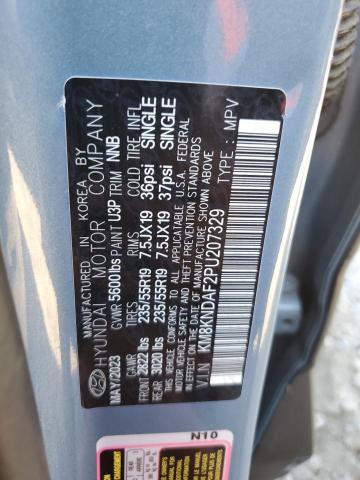 MADE IN KOREA BY
HYUNDAI MOTOR COMPANY
MAY/2023 GVWR 5600lbs PAINT U3P TRIM NNB
GAWR TIRES RIMS COLD TIRE INFL
FRONT 2822 lbs 235/55R19 7.5JX19 36psi SINGLE
REAR 3020 lbs 235/55R19 7.5JX19 37psi SINGLE
THIS VEHICLE CONFORMS TO ALL APPLICABLE U.S.A. FEDERAL
MOTOR VEHICLE SAFETY AND THEFT PREVENTION STANDARDS
IN EFFECT ON THE DATE OF MANUFACTURE SHOWN ABOVE
VIN : KM8KNDAF2PU207329 TYPE : MPV
N10